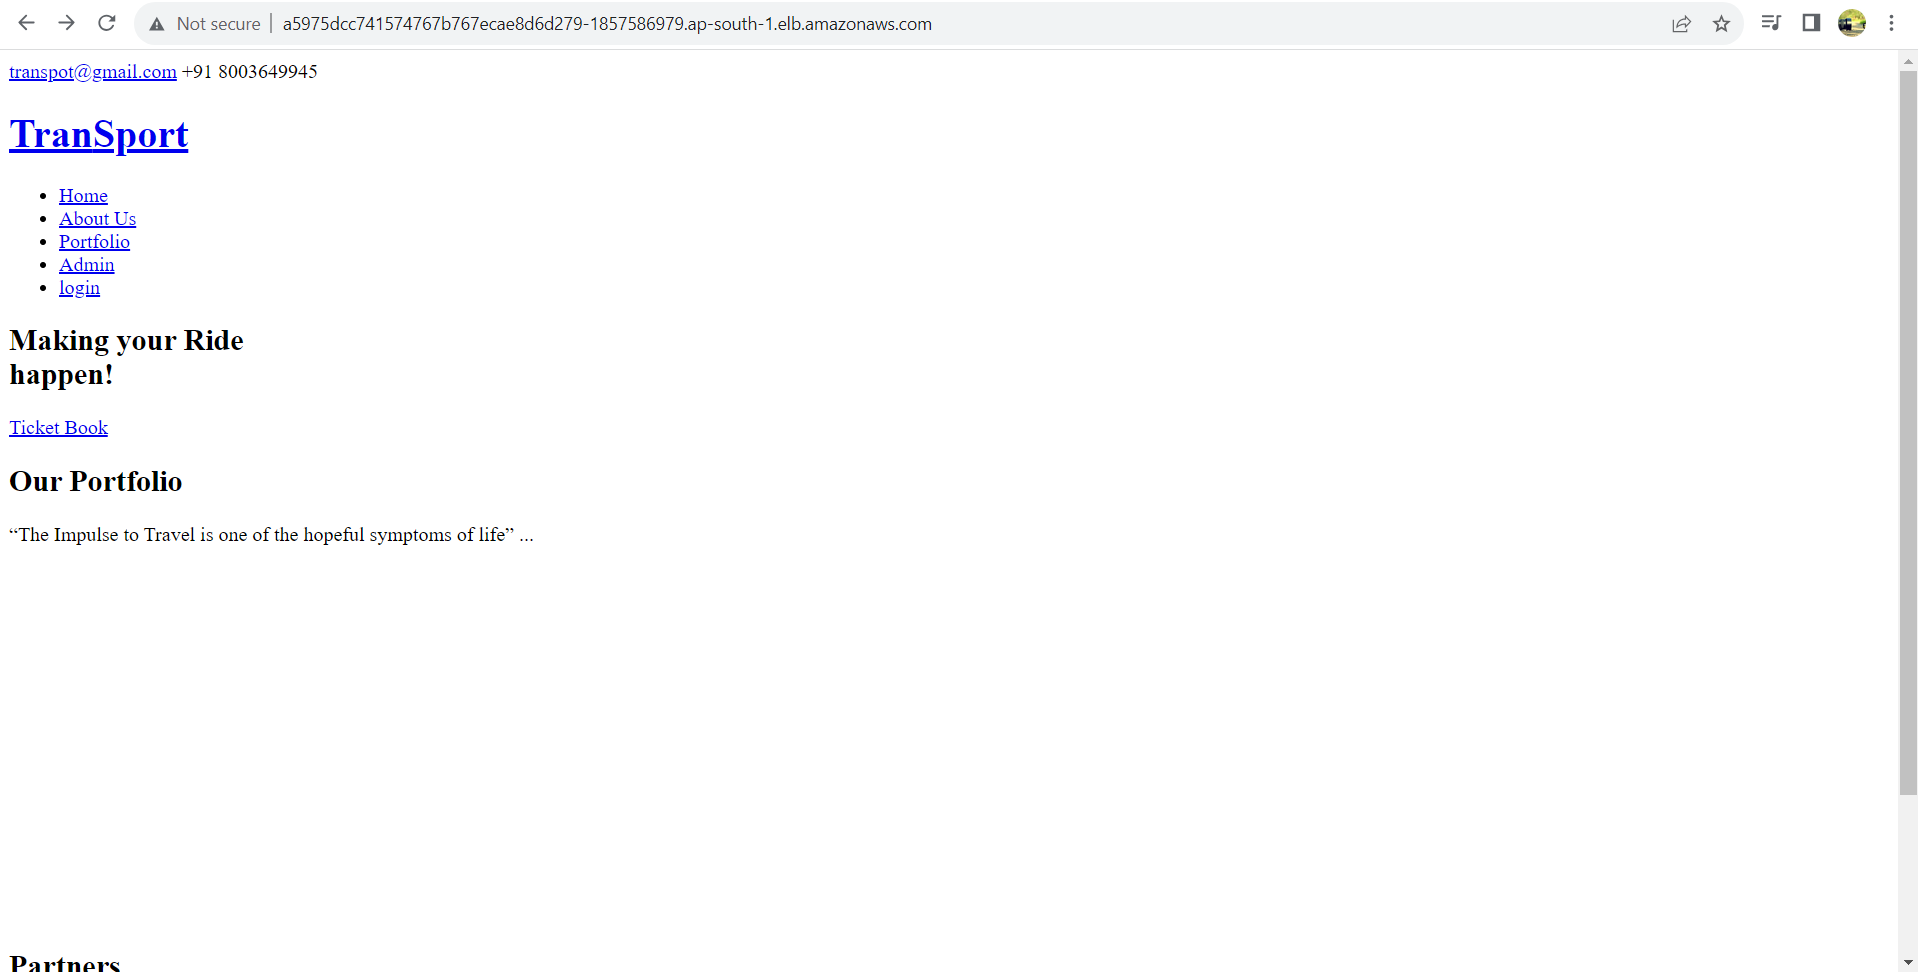 Not secure
a5975dcc741574767b767ecae8d6d279-1857586979.ap-south-1.elb.amazonaws.com
transpot@gmail.com +91 8003649945
TranSport
Home
About Us
Portfolio
Admin
login
Making your Ride
happen!
Ticket Book
Our Portfolio
“The Impulse to Travel is one of the hopeful symptoms of life” ...
Partners